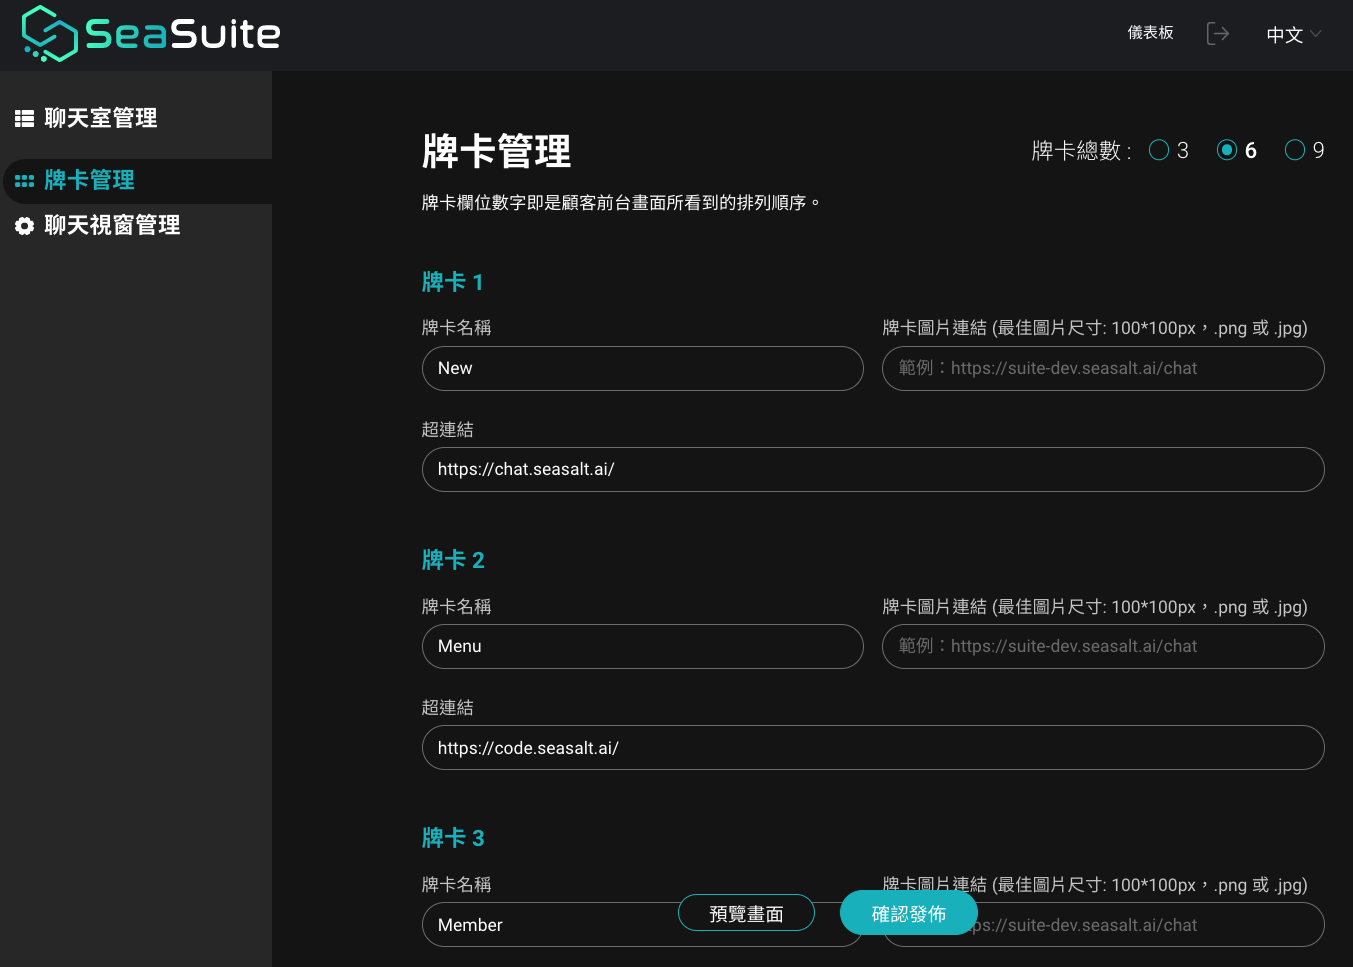 SeaSuite
儀表板
中文
聊天室管理
牌卡管理
聊天視窗管理
牌卡管理
牌卡總數 : 3 6 9
牌卡欄位數字即是顧客前台畫面所看到的排列順序。
牌卡 1
牌卡名稱
牌卡圖片連結 (最佳圖片尺寸: 100*100px，.png 或 .jpg)
New
範例：https://suite-dev.seasalt.ai/chat
超連結
https://chat.seasalt.ai/
牌卡 2
牌卡名稱
牌卡圖片連結 (最佳圖片尺寸: 100*100px，.png 或 .jpg)
Menu
範例：https://suite-dev.seasalt.ai/chat
超連結
https://code.seasalt.ai/
牌卡 3
牌卡名稱
牌卡圖片連結 (最佳圖片尺寸: 100*100px，.png 或 .jpg)
Member
ps://suite-dev.seasalt.ai/chat
預覽畫面
確認發佈